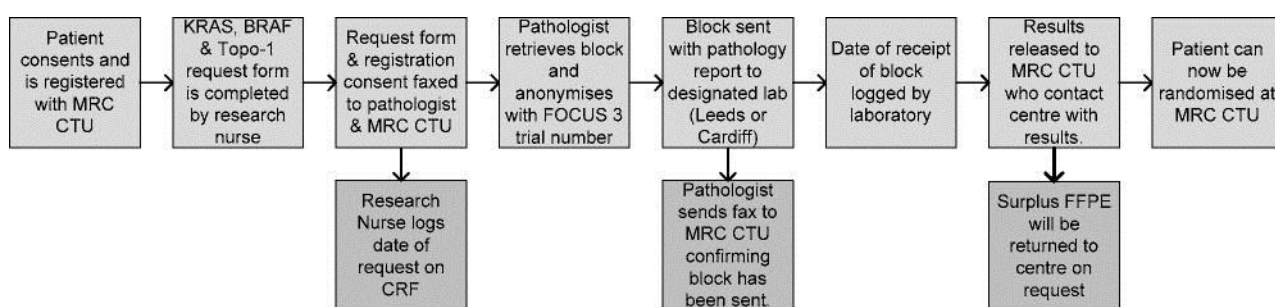 Patient
consents and
is registered
with MRC
CTU
KRAS, BRAF
& Topo-1
request form
is completed
by research
nurse
Request form
& registration
consent faxed
to pathologist
& MRC CTU
Pathologist
retrieves block
and
anonymises
with FOCUS 3
trial number
Block sent
with pathology
report to
designated lab
(Leeds or
Cardiff)
Date of receipt
of block
logged by
laboratory
Results
released to
MRC CTU
who contact
centre with
results.
Patient can
now be
randomised at
MRC CTU
Research
Nurse logs
date of
request on
CRF
Pathologist
sends fax to
MRC CTU
confirming
block has
been sent.
Surplus FFPE
will be
returned to
centre on
request